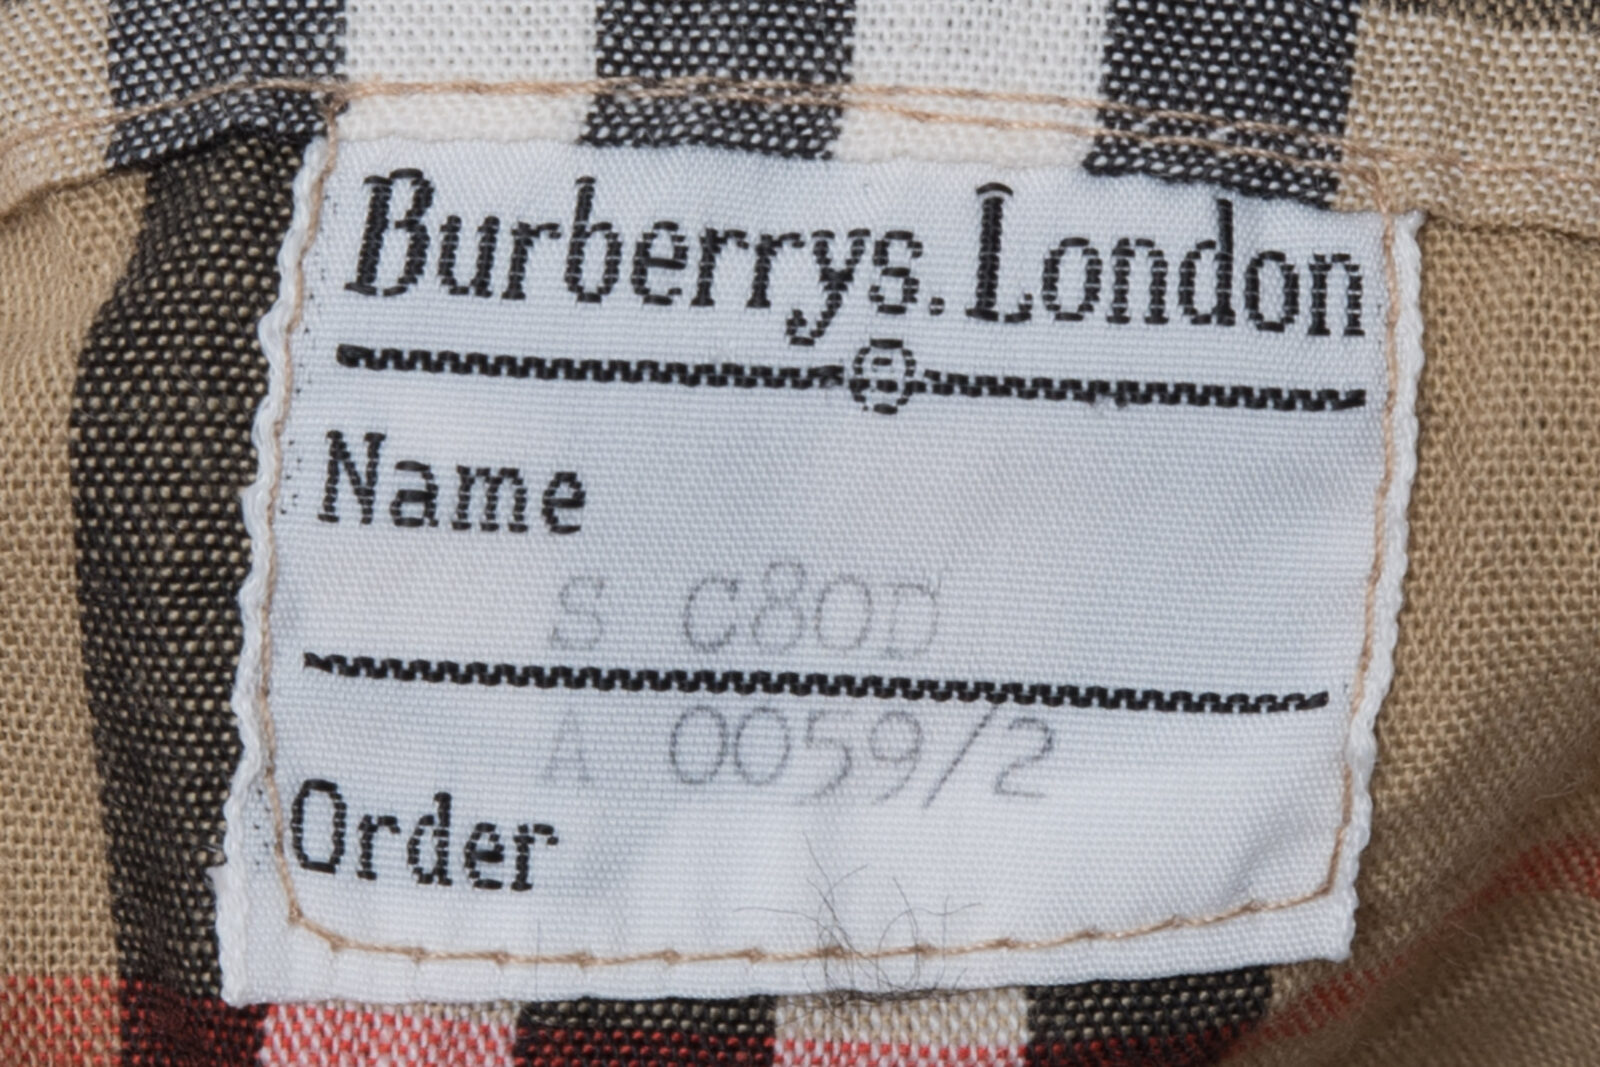 Burberrys. London
Name
S C80D
A 0059/2
Order